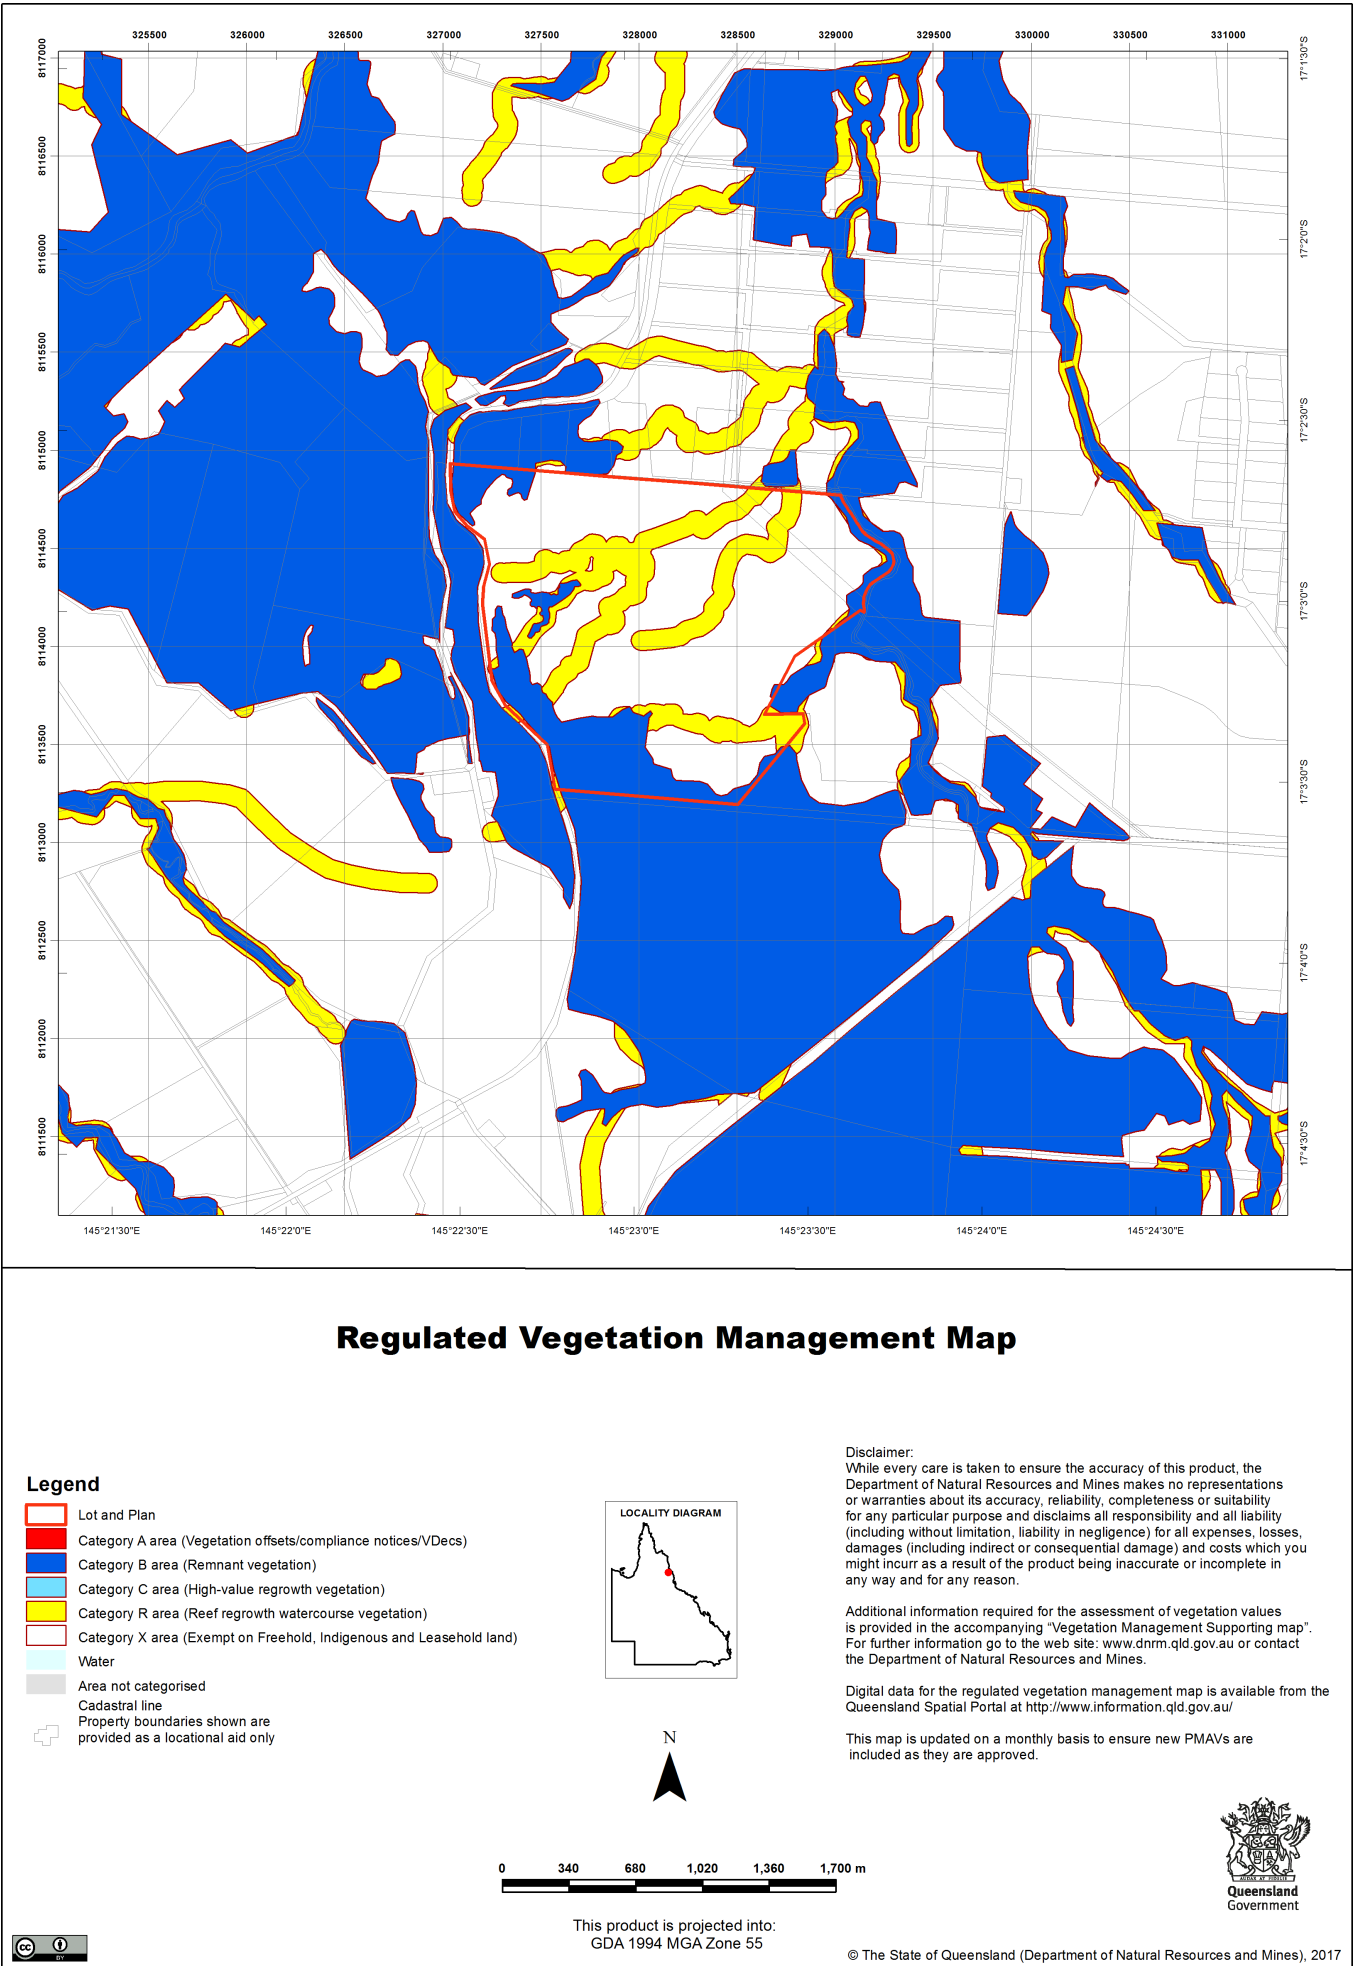 325500 326000 326500 327000 327500 328000 328500 329000 329500 330000 330500 331000
8117000
8116500
8116000
8115500
8115000
8114500
8114000
8113500
8113000
8112500
8112000
8111500
17°1'30"S
17°2'0"S
17°2'30"S
17°3'0"S
17°3'30"S
17°4'0"S
17°4'30"S
145°21'30"E 145°22'0"E 145°22'30"E 145°23'0"E 145°23'30"E 145°24'0"E 145°24'30"E
Regulated Vegetation Management Map
Legend
Lot and Plan
Category A area (Vegetation offsets/compliance notices/VDecs)
Category B area (Remnant vegetation)
Category C area (High-value regrowth vegetation)
Category R area (Reef regrowth watercourse vegetation)
Category X area (Exempt on Freehold, Indigenous and Leasehold land)
Water
Area not categorised
Cadastral line
Property boundaries shown are
provided as a locational aid only
LOCALITY DIAGRAM
N
0 340 680 1,020 1,360 1,700 m
This product is projected into:
GDA 1994 MGA Zone 55
Disclaimer:
While every care is taken to ensure the accuracy of this product, the
Department of Natural Resources and Mines makes no representations
or warranties about its accuracy, reliability, completeness or suitability
for any particular purpose and disclaims all responsibility and all liability
(including without limitation, liability in negligence) for all expenses, losses,
damages (including indirect or consequential damage) and costs which you
might incurr as a result of the product being inaccurate or incomplete in
any way and for any reason.
Additional information required for the assessment of vegetation values
is provided in the accompanying “Vegetation Management Supporting map”.
For further information go to the web site: www.dnrm.qld.gov.au or contact
the Department of Natural Resources and Mines.
Digital data for the regulated vegetation management map is available from the
Queensland Spatial Portal at http://www.information.qld.gov.au/
This map is updated on a monthly basis to ensure new PMAVs are
included as they are approved.
AUDAX AT FIDELIS
Queensland
Government
cc
BY
© The State of Queensland (Department of Natural Resources and Mines), 2017